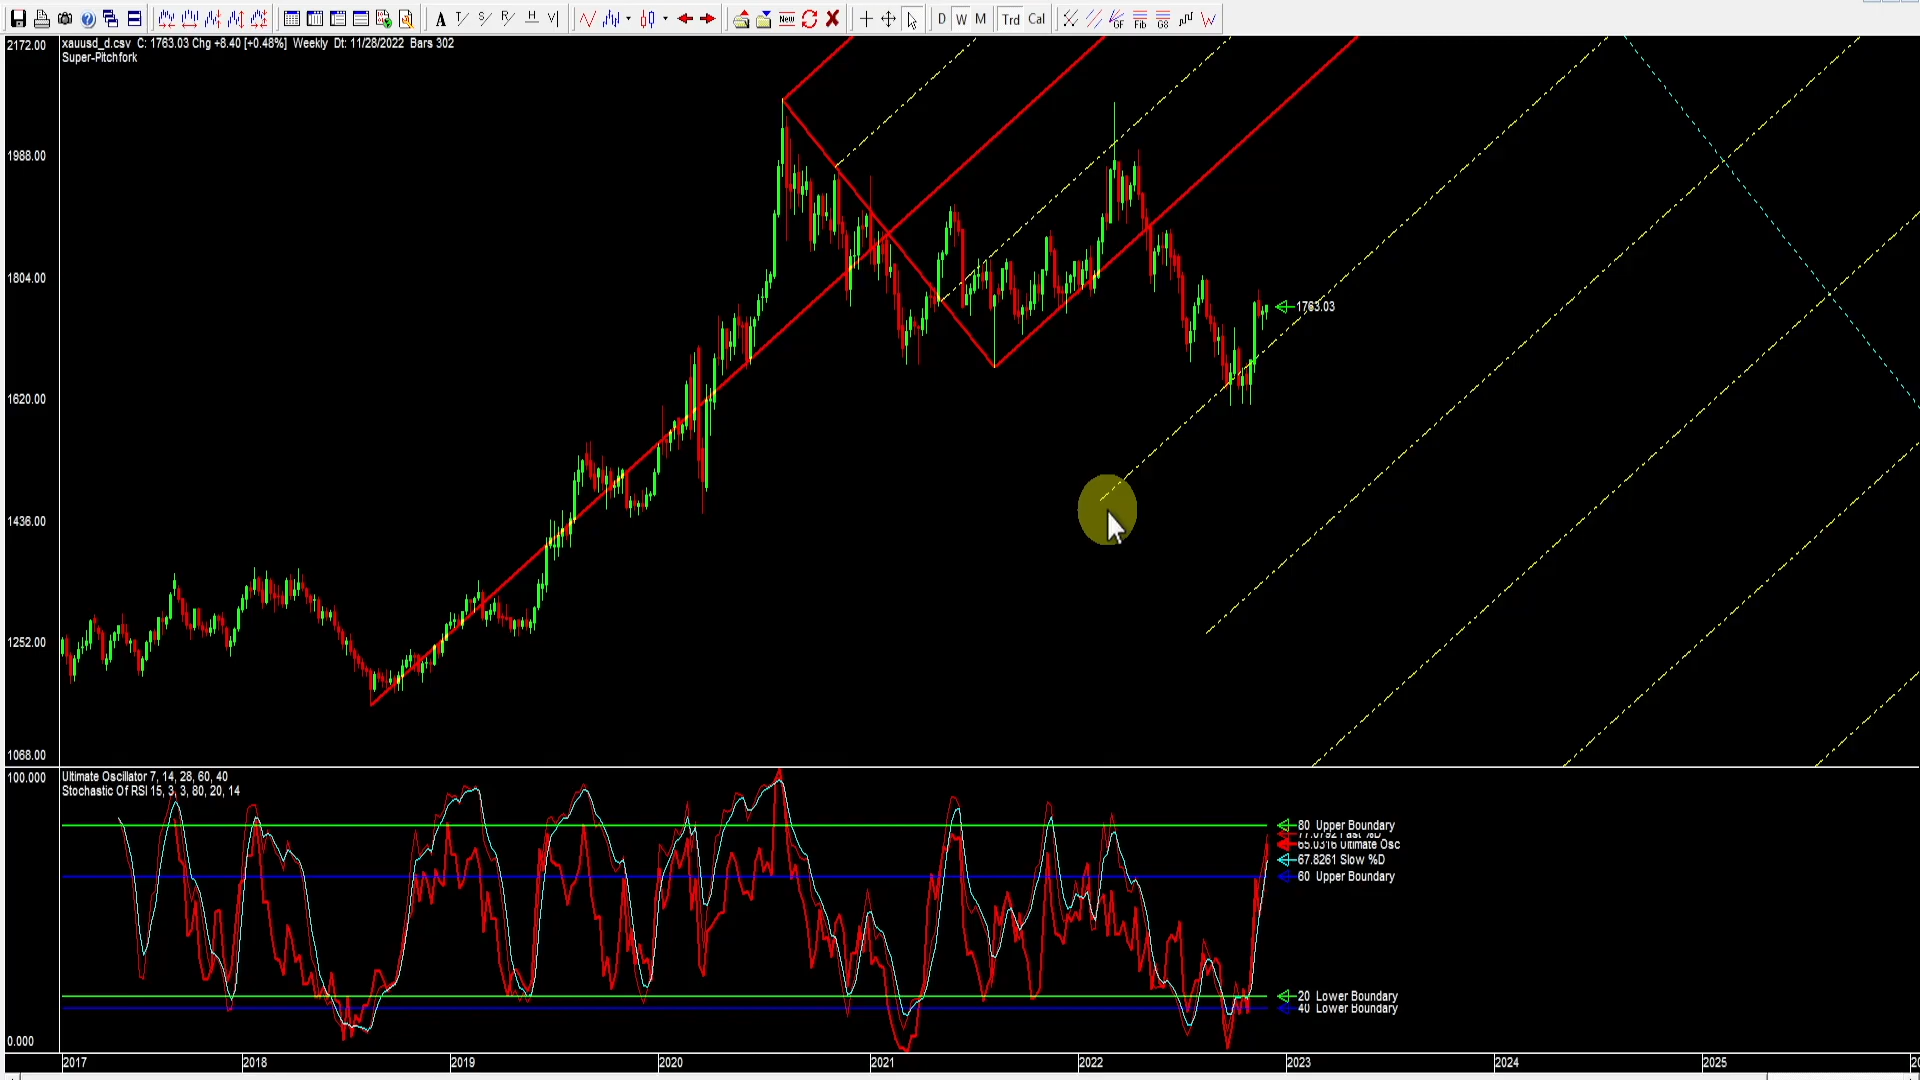 A T S R H V New D W M Trd Cal GF Fib G8
2172.00
xauusd_d.csv C: 1763.03 Chg +8.40 [+0.48%] Weekly Dt: 11/28/2022 Bars 302
Super-Pitchfork
1988.00
1804.00
1763.03
1620.00
1436.00
1252.00
1068.00
100.000
Ultimate Oscillator 7, 14, 28, 60, 40
Stochastic Of RSI 15, 3, 3, 80, 20, 14
80 Upper Boundary
65.0316 Ultimate Osc
67.8261 Slow %D
60 Upper Boundary
20 Lower Boundary
40 Lower Boundary
0.000
2017 2018 2019 2020 2021 2022 2023 2024 2025